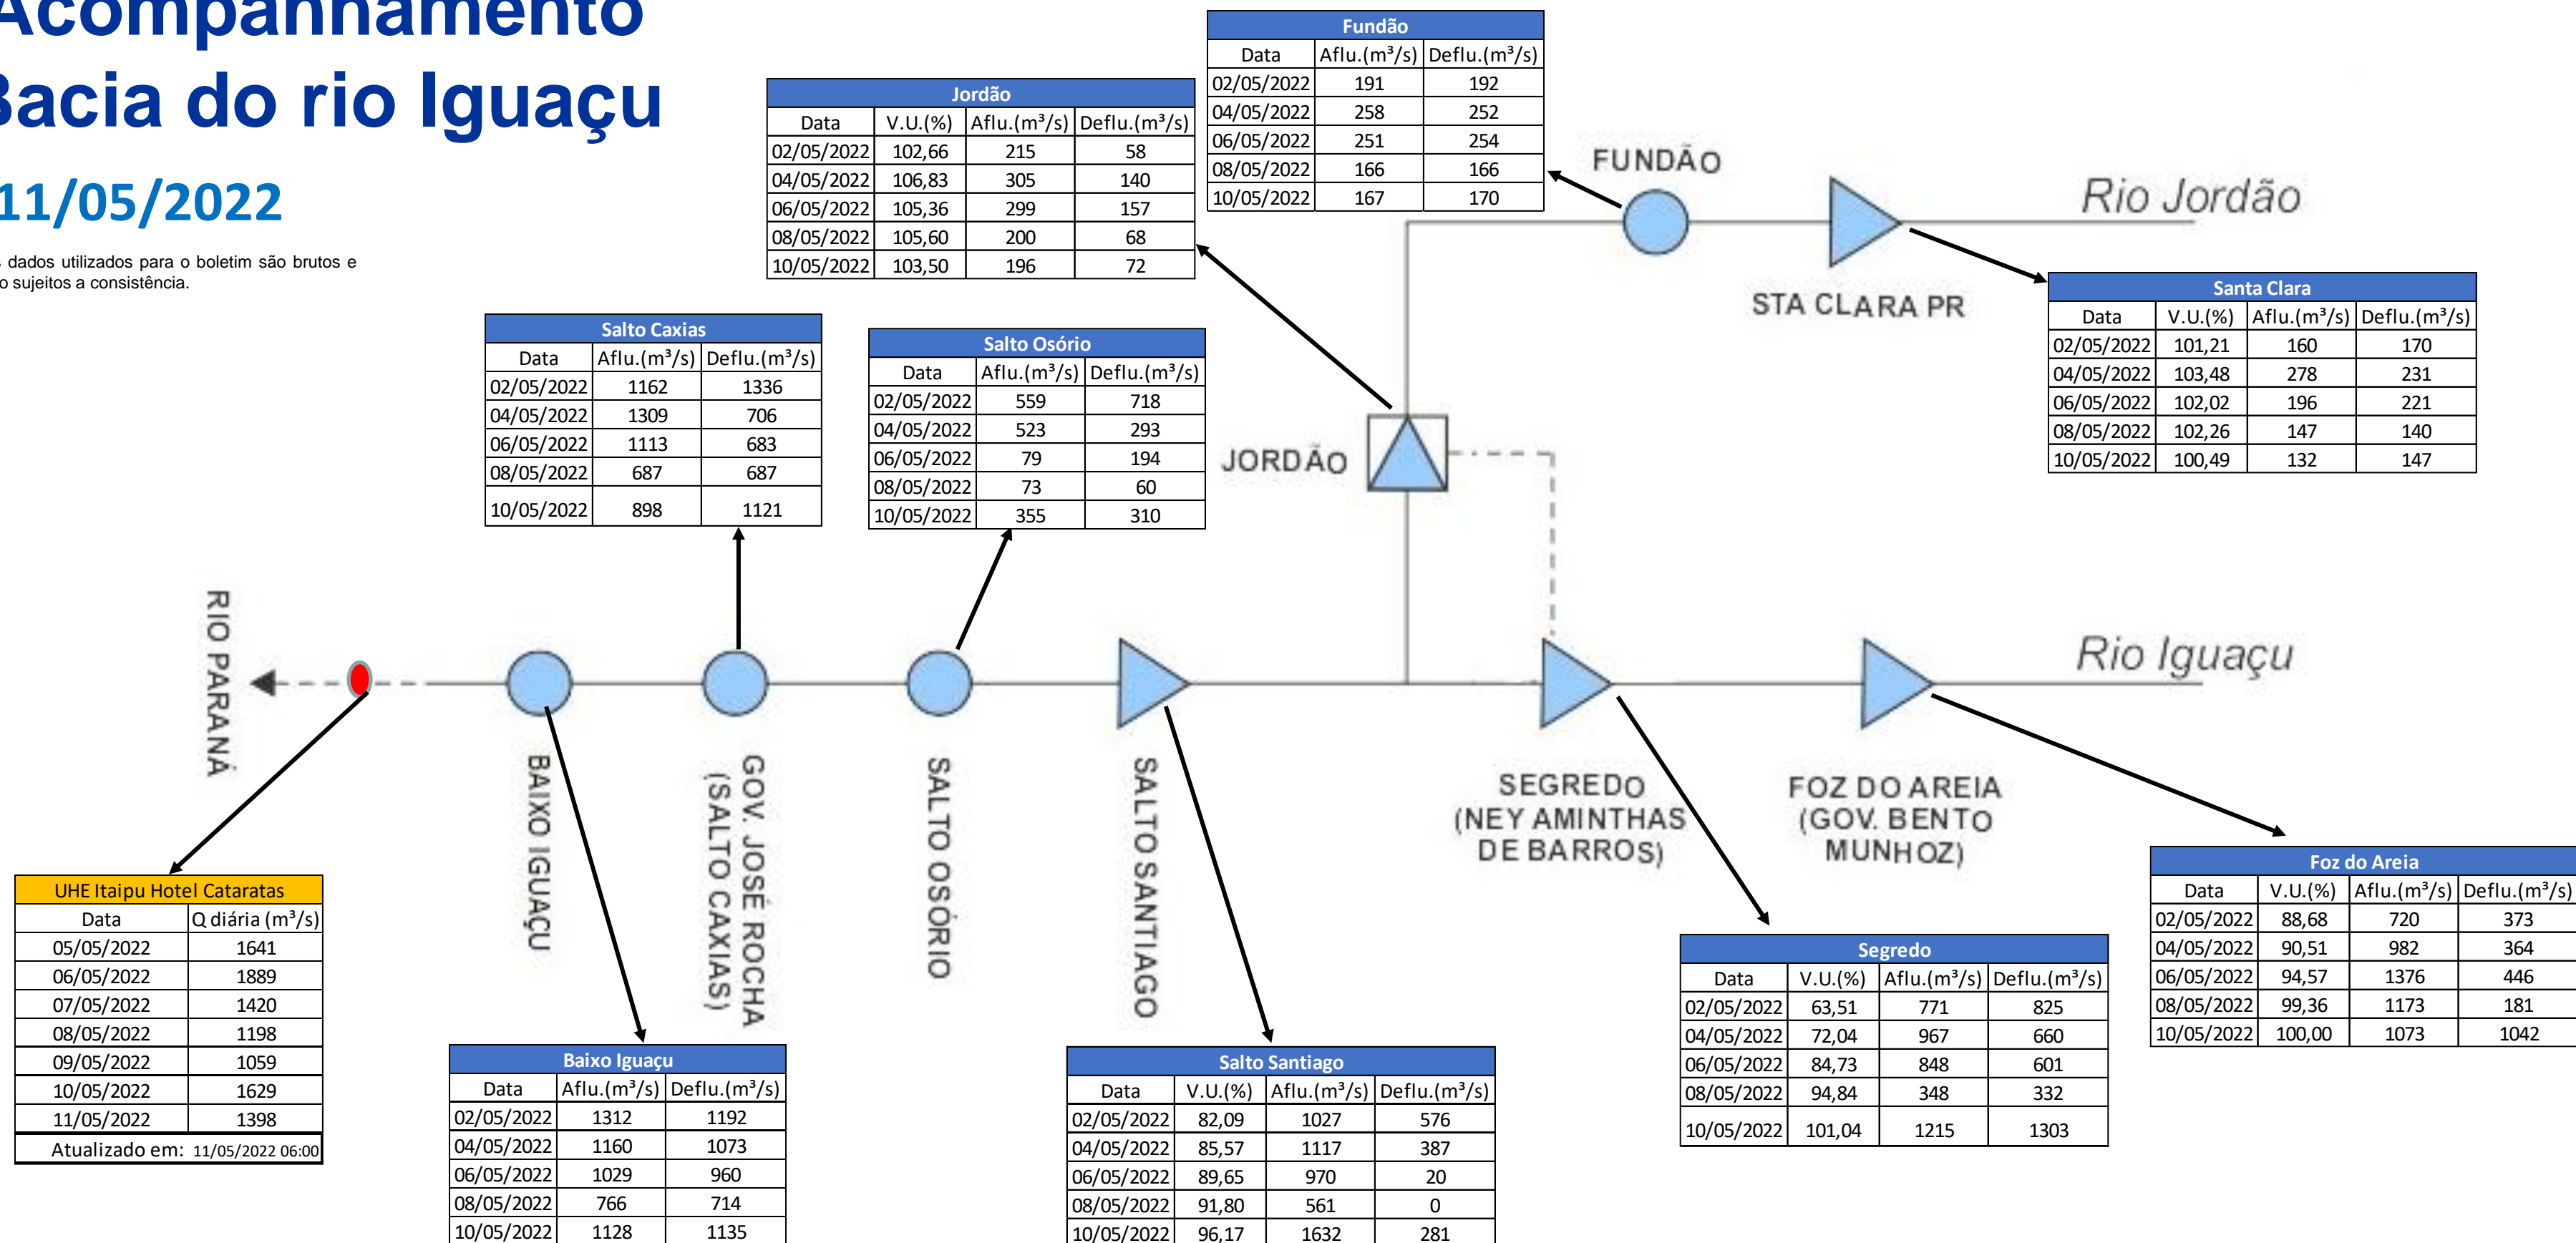 Acompanhamento
Bacia do rio Iguaçu
11/05/2022
s dados utilizados para o boletim são brutos e
o sujeitos a consistência.
Fundão
Data Aflu.(m³/s) Deflu.(m³/s)
02/05/2022 191 192
04/05/2022 258 252
06/05/2022 251 254
08/05/2022 166 166
10/05/2022 167 170
Jordão
Data V.U.(%) Aflu.(m³/s) Deflu.(m³/s)
02/05/2022 102,66 215 58
04/05/2022 106,83 305 140
06/05/2022 105,36 299 157
08/05/2022 105,60 200 68
10/05/2022 103,50 196 72
FUNDÃO
Rio Jordão
STA CLARA PR
Santa Clara
Data V.U.(%) Aflu.(m³/s) Deflu.(m³/s)
02/05/2022 101,21 160 170
04/05/2022 103,48 278 231
06/05/2022 102,02 196 221
08/05/2022 102,26 147 140
10/05/2022 100,49 132 147
Salto Caxias
Data Aflu.(m³/s) Deflu.(m³/s)
02/05/2022 1162 1336
04/05/2022 1309 706
06/05/2022 1113 683
08/05/2022 687 687
10/05/2022 898 1121
Salto Osório
Data Aflu.(m³/s) Deflu.(m³/s)
02/05/2022 559 718
04/05/2022 523 293
06/05/2022 79 194
08/05/2022 73 60
10/05/2022 355 310
JORDÃO
RIO PARANÁ
Rio Iguaçu
BAIXO IGUAÇU
GOV. JOSÉ ROCHA
(SALTO CAXIAS)
SALTO OSÓRIO
SALTO SANTIAGO
SEGREDO
(NEY AMINTHAS
DE BARROS)
FOZ DO AREIA
(GOV. BENTO
MUNHOZ)
Foz do Areia
Data V.U.(%) Aflu.(m³/s) Deflu.(m³/s)
02/05/2022 88,68 720 373
04/05/2022 90,51 982 364
06/05/2022 94,57 1376 446
08/05/2022 99,36 1173 181
10/05/2022 100,00 1073 1042
UHE Itaipu Hotel Cataratas
Data Q diária (m³/s)
05/05/2022 1641
06/05/2022 1889
07/05/2022 1420
08/05/2022 1198
09/05/2022 1059
10/05/2022 1629
11/05/2022 1398
Atualizado em: 11/05/2022 06:00
Segredo
Data V.U.(%) Aflu.(m³/s) Deflu.(m³/s)
02/05/2022 63,51 771 825
04/05/2022 72,04 967 660
06/05/2022 84,73 848 601
08/05/2022 94,84 348 332
10/05/2022 101,04 1215 1303
Baixo Iguaçu
Data Aflu.(m³/s) Deflu.(m³/s)
02/05/2022 1312 1192
04/05/2022 1160 1073
06/05/2022 1029 960
08/05/2022 766 714
10/05/2022 1128 1135
Salto Santiago
Data V.U.(%) Aflu.(m³/s) Deflu.(m³/s)
02/05/2022 82,09 1027 576
04/05/2022 85,57 1117 387
06/05/2022 89,65 970 20
08/05/2022 91,80 561 0
10/05/2022 96,17 1632 281